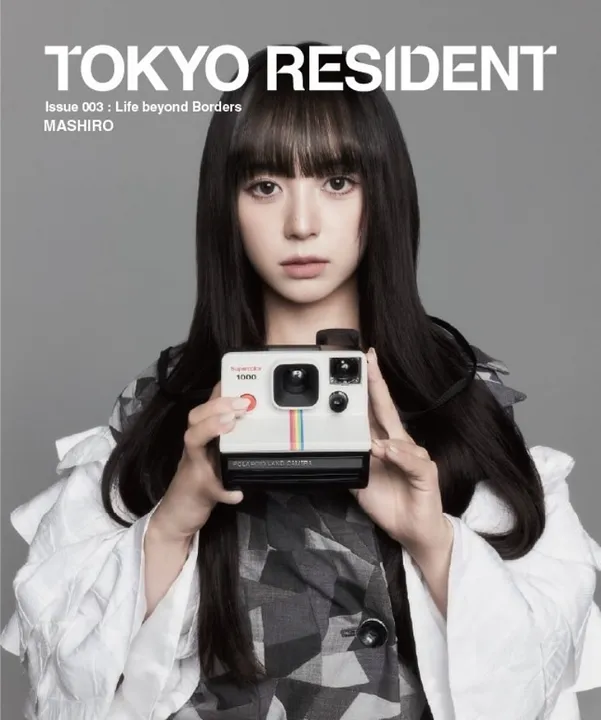 TOKYO RESIDENT
Issue 003 : Life beyond Borders
MASHIRO
Supercolor
1000
POLAROID LAND CAMERA